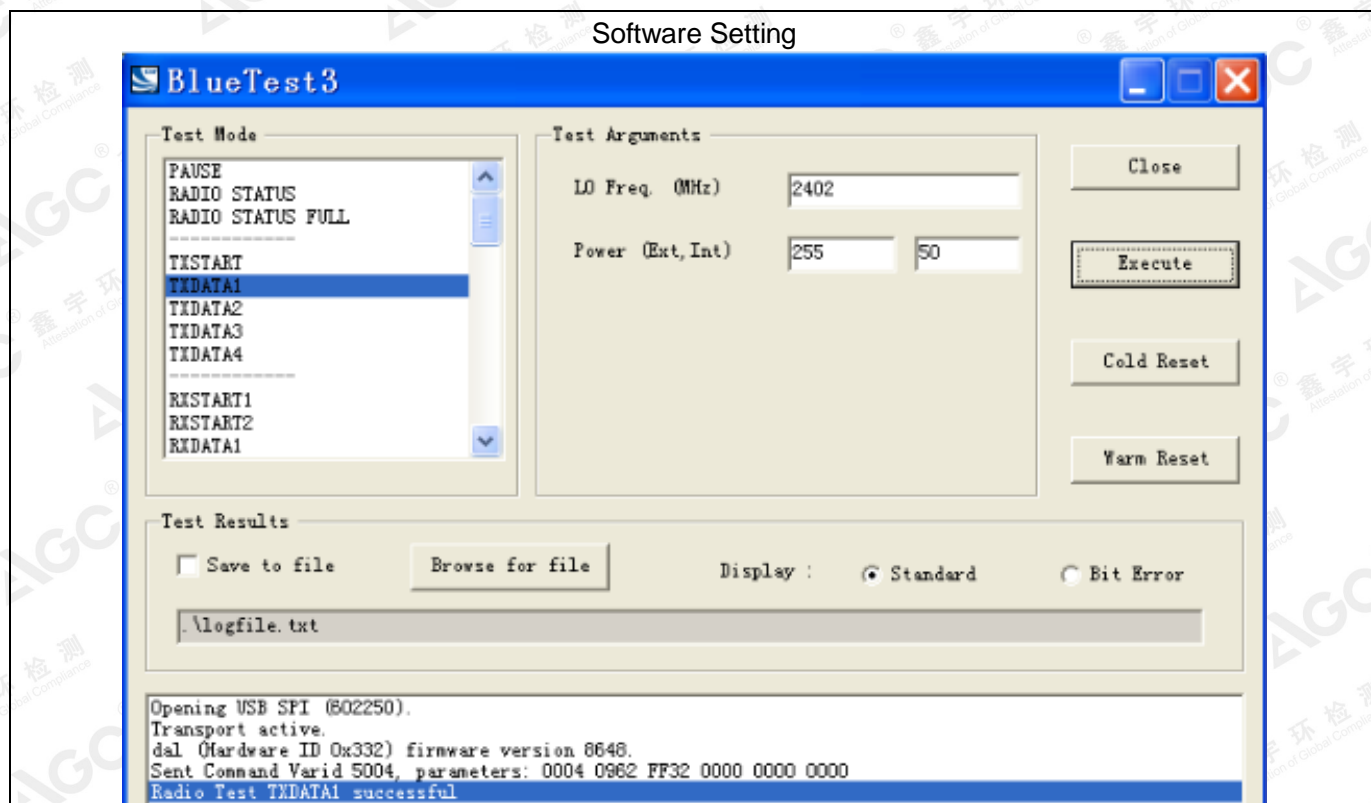 Software Setting
BlueTest3
Test Mode
PAUSE
RADIO STATUS
RADIO STATUS FULL
------------
TXSTART
TXDATA1
TXDATA2
TXDATA3
TXDATA4
------------
RXSTART1
RXSTART2
RXDATA1
Test Arguments
LO Freq. (MHz) 2402
Power (Ext,Int) 255 50
Close
Execute
Cold Reset
Warm Reset
Test Results
Save to file Browse for file Display : Standard Bit Error
.\logfile.txt
Opening USB SPI (602250).
Transport active.
dal (Hardware ID 0x332) firmware version 8648.
Sent Command Varid 5004, parameters: 0004 0962 FF32 0000 0000 0000
Radio Test TXDATA1 successful